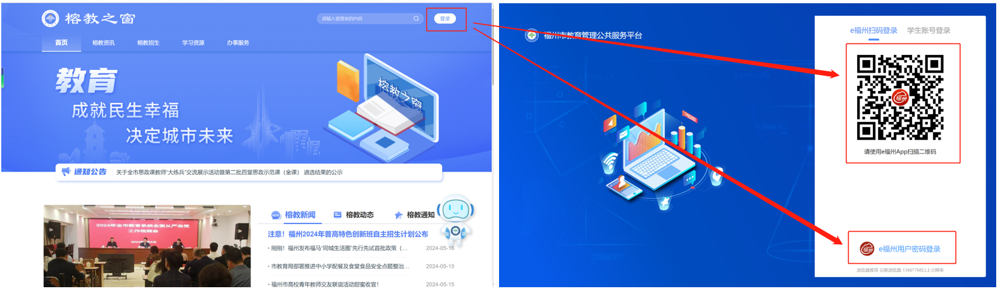 榕教之窗
请输入要搜索的内容
登录
首页
榕教资讯
榕教招生
学习资源
办事服务
教育
成就民生幸福
决定城市未来
榕教之窗
通知公告
关于全市思政课教师“大练兵”交流展示活动暨第二批百堂思政示范课（金课） 遴选结果的公示
2024年全市教育系统全面从严治党
工作视频会
榕教新闻
榕教动态
榕教通知
注意！福州2024年普高特色创新班自主招生计划公布
· 刚刚！福州发布福马“同城生活圈”先行先试首批政策（... 2024-05-16
· 市教育局部署推进中小学配餐及食堂食品安全点题整治... 2024-05-15
· 福州市高校青年教师交友联谊活动甜蜜收官！ 2024-05-15
福州市教育管理公共服务平台
e福州扫码登录
学生账号登录
福州
请使用e福州App扫描二维码
福州
e福州用户密码登录
浏览器推荐 谷歌浏览器 1366*768以上分辨率